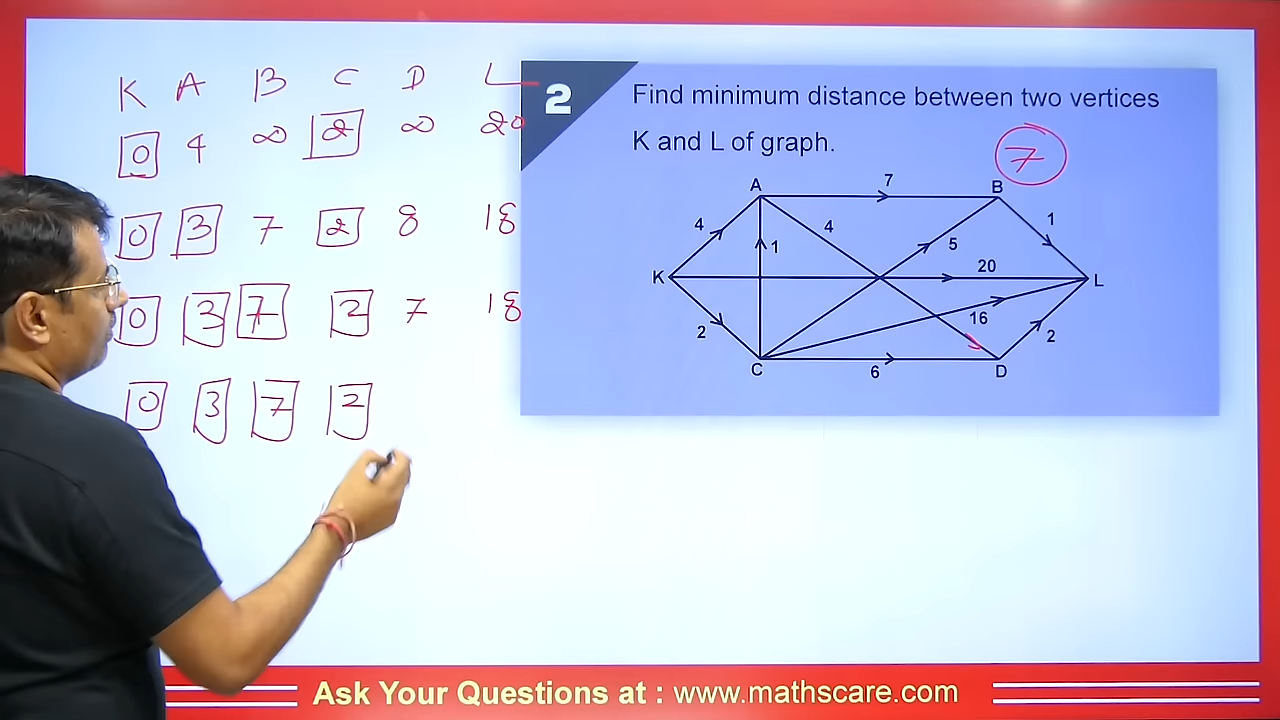 K A B C D L
0 4 ∞ 2 ∞ 20
0 3 7 2 8 18
0 3 7 2 7 18
0 3 7 2
2
Find minimum distance between two vertices
K and L of graph.
7
A 7 B
4 4 1
1 5
K 20 L
16
2 2
C 6 D
Ask Your Questions at : www.mathscare.com